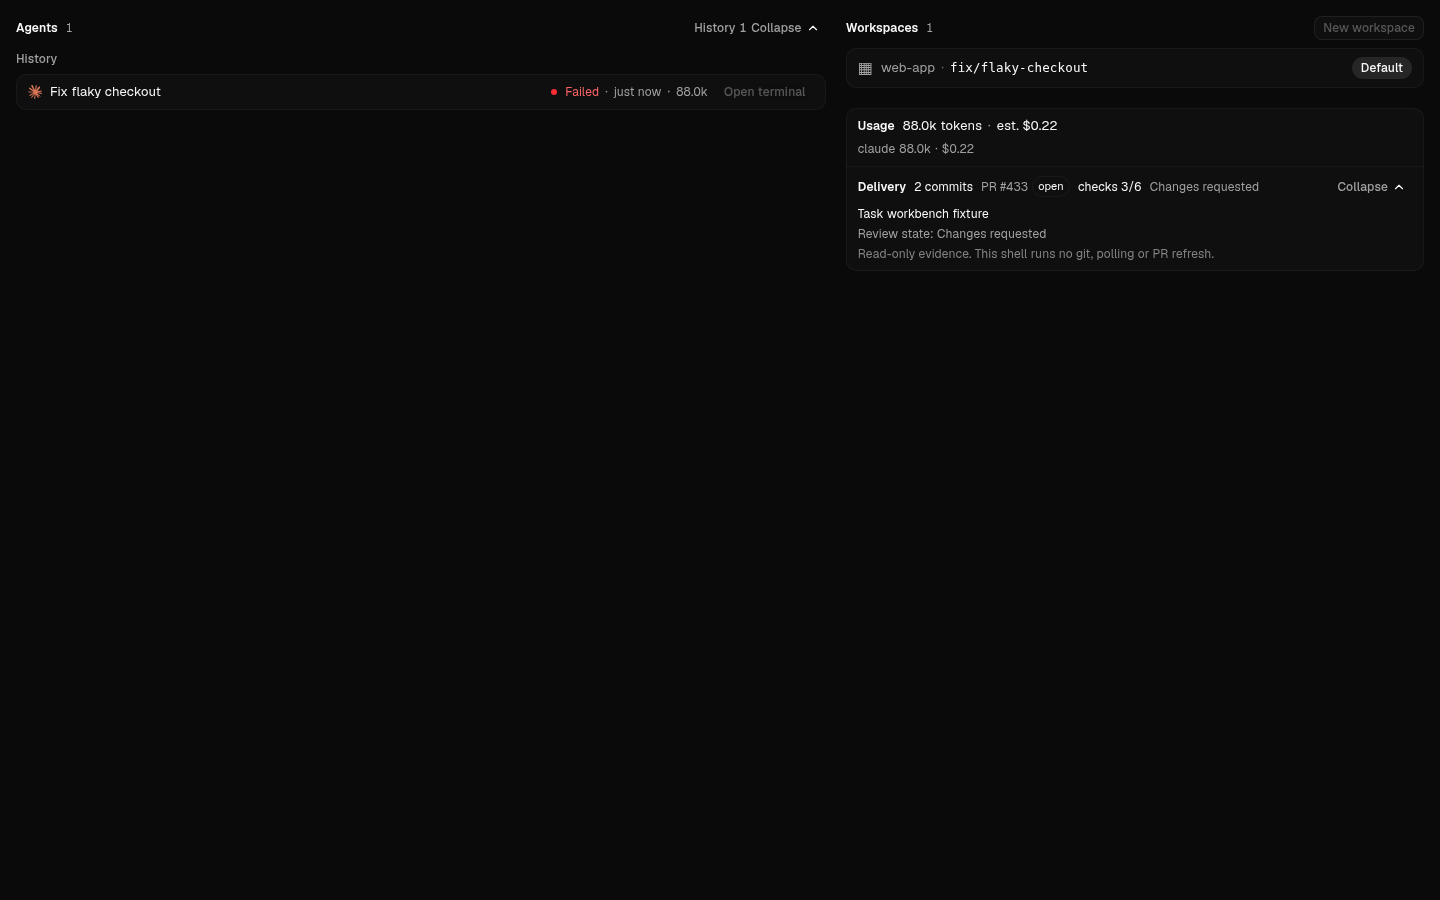 Agents 1
History 1 Collapse
History
Fix flaky checkout
Failed · just now · 88.0k Open terminal
Workspaces 1
New workspace
web-app · fix/flaky-checkout
Default
Usage 88.0k tokens · est. $0.22
claude 88.0k · $0.22
Delivery 2 commits PR #433 open checks 3/6 Changes requested
Collapse
Task workbench fixture
Review state: Changes requested
Read-only evidence. This shell runs no git, polling or PR refresh.